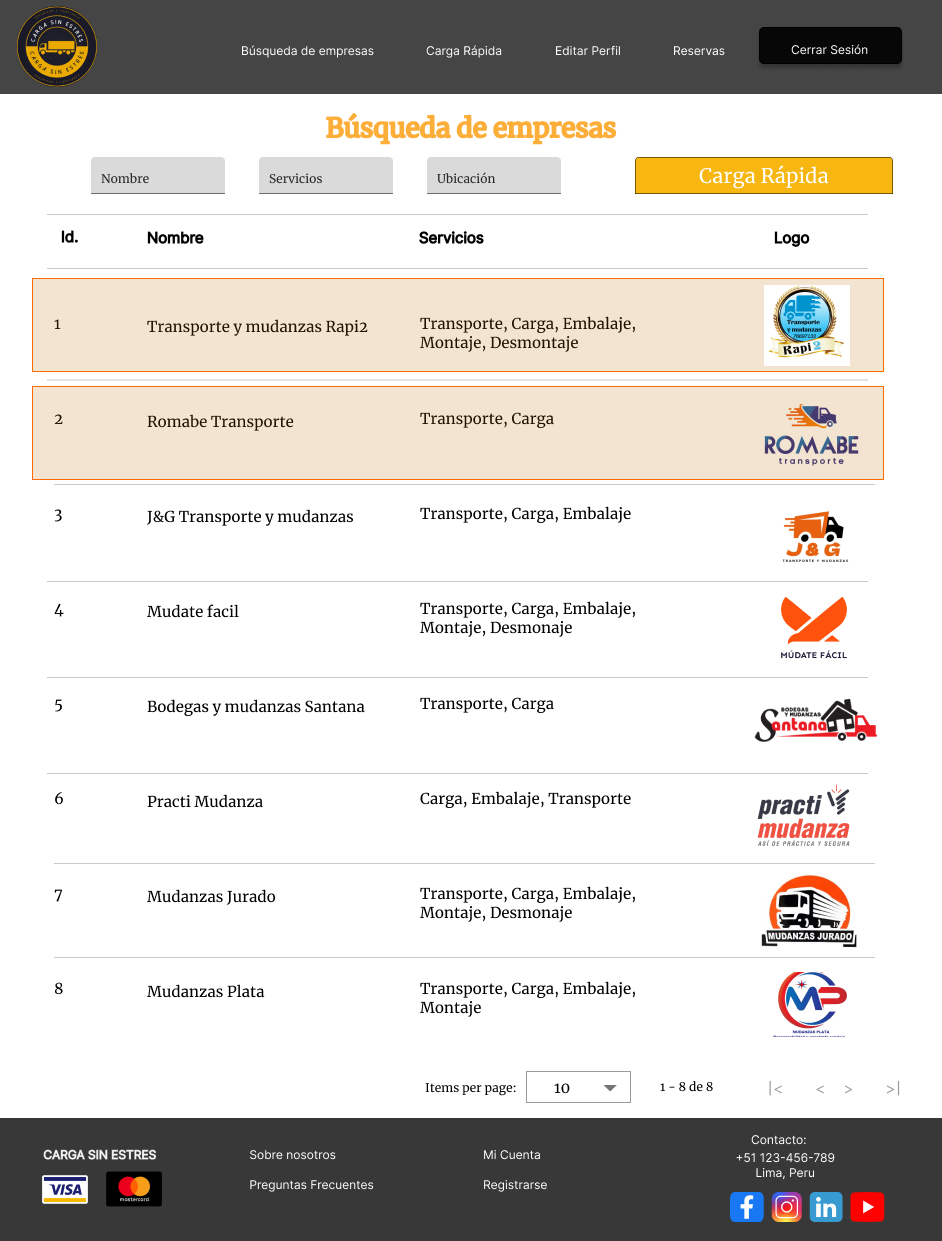 CARGA SIN ESTRES
CARGA SIN ESTRES
Búsqueda de empresas
Carga Rápida
Editar Perfil
Reservas
Cerrar Sesión
Búsqueda de empresas
Nombre
Servicios
Ubicación
Carga Rápida
Id.
Nombre
Servicios
Logo
1
Transporte y mudanzas Rapi2
Transporte, Carga, Embalaje,
Montaje, Desmontaje
Transporte
y mudanzas
Rapi 2
2
Romabe Transporte
Transporte, Carga
ROMABE
transporte
3
J&G Transporte y mudanzas
Transporte, Carga, Embalaje
J & G
TRANSPORTE Y MUDANZAS
4
Mudate facil
Transporte, Carga, Embalaje,
Montaje, Desmonaje
MÚDATE FÁCIL
5
Bodegas y mudanzas Santana
Transporte, Carga
BODEGAS
Y MUDANZAS
Santana
6
Practi Mudanza
Carga, Embalaje, Transporte
practi
mudanza
ASÍ DE PRÁCTICA Y SEGURA
7
Mudanzas Jurado
Transporte, Carga, Embalaje,
Montaje, Desmonaje
MUDANZAS JURADO
8
Mudanzas Plata
Transporte, Carga, Embalaje,
Montaje
MP
MUDANZAS PLATA
Items per page:
10
1 - 8 de 8
|<
<
>
>|
CARGA SIN ESTRES
VISA
mastercard
Sobre nosotros
Preguntas Frecuentes
Mi Cuenta
Registrarse
Contacto:
+51 123-456-789
Lima, Peru
f
in